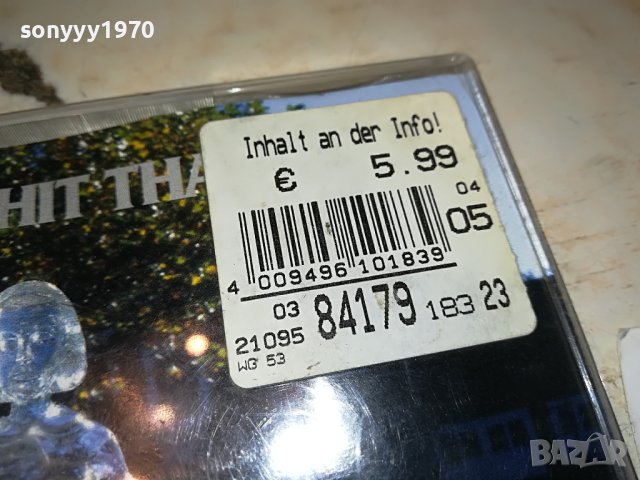 sonyyy1970
HIT THA
Inhalt an der Info!
€ 5.99
04
05
4 009496 101839
03 84179 183 23
21095
WG 53
BAZAR